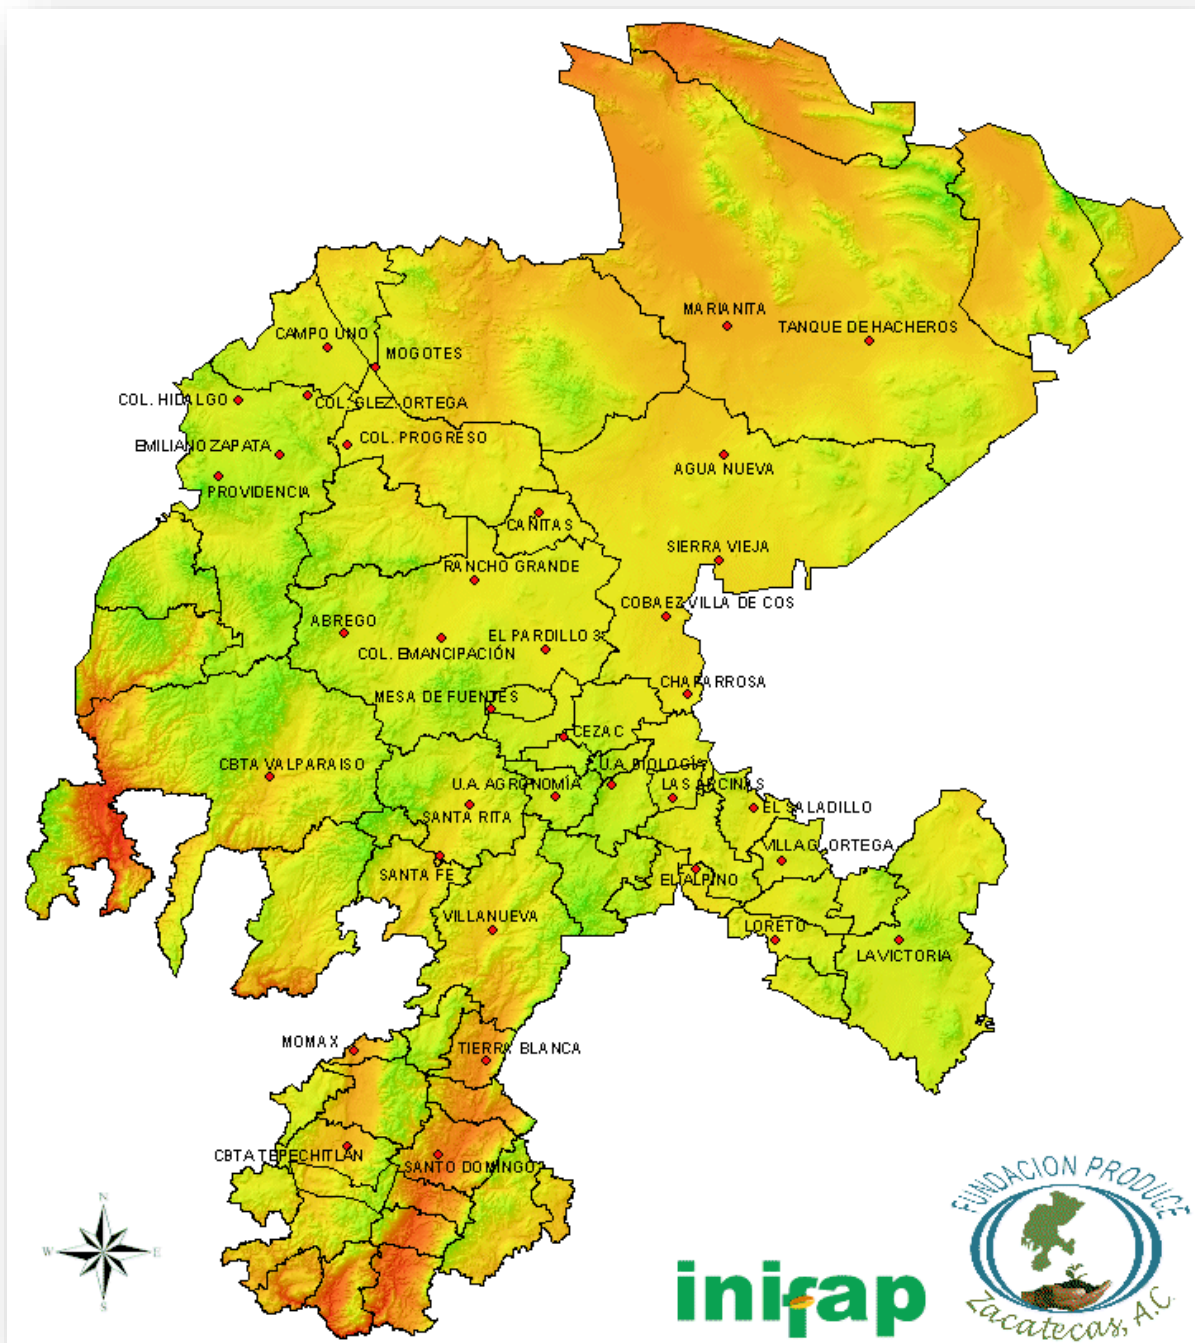 MARIANITA
TANQUE DE HACHEROS
CAMPO UNO
MOGOTES
COL. HIDALGO
COL. GLEZ. ORTEGA
COL. PROGRESO
EMILIANO ZAPATA
AGUA NUEVA
PROVIDENCIA
CAÑITAS
SIERRA VIEJA
RANCHO GRANDE
COBAEZ VILLA DE COS
ABREGO
EL PARDILLO 3
COL. EMANCIPACIÓN
CHAPARROSA
MESA DE FUENTES
CEZAC
CBTA VALPARAISO
U.A. BIOLOGÍA
U.A. AGRONOMÍA
LAS ARCINAS
EL SALADILLO
SANTA RITA
VILLA G. ORTEGA
SANTA FE
EL ALPINO
VILLANUEVA
LORETO
LA VICTORIA
MOMAX
TIERRA BLANCA
CBTA TEPECHITLÁN
SANTO DOMINGO
N
W E
S
inifap
FUNDACION PRODUCE
Zacatecas, A.C.